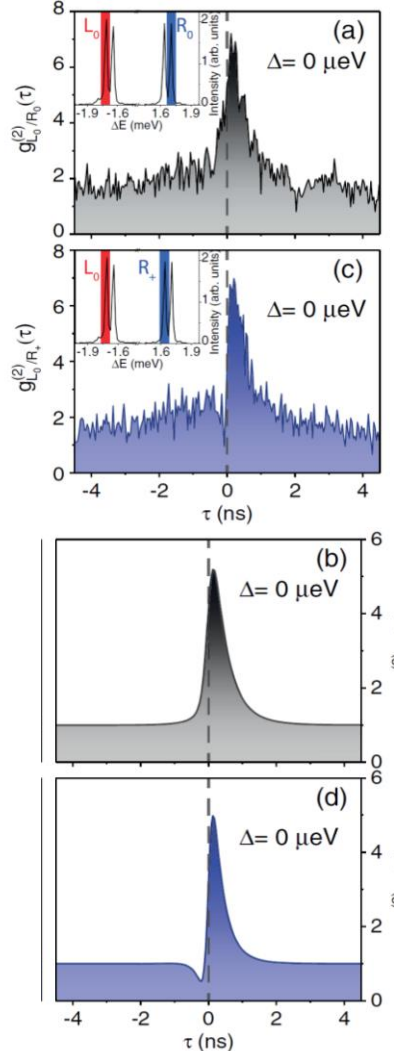 8
6
4
2
0
g(2)L0/R0(τ)
L0
R0
2
1
0
Intensity (arb. units)
-1.9 -1.6 1.6 1.9
ΔE (meV)
(a)
Δ= 0 μeV
8
6
4
2
0
g(2)L0/R+(τ)
L0
R+
2
1
0
Intensity (arb. units)
-1.9 -1.6 1.6 1.9
ΔE (meV)
(c)
Δ= 0 μeV
-4 -2 0 2 4
τ (ns)
(b)
Δ= 0 μeV
6
4
2
0
(d)
Δ= 0 μeV
6
4
2
0
-4 -2 0 2 4
τ (ns)